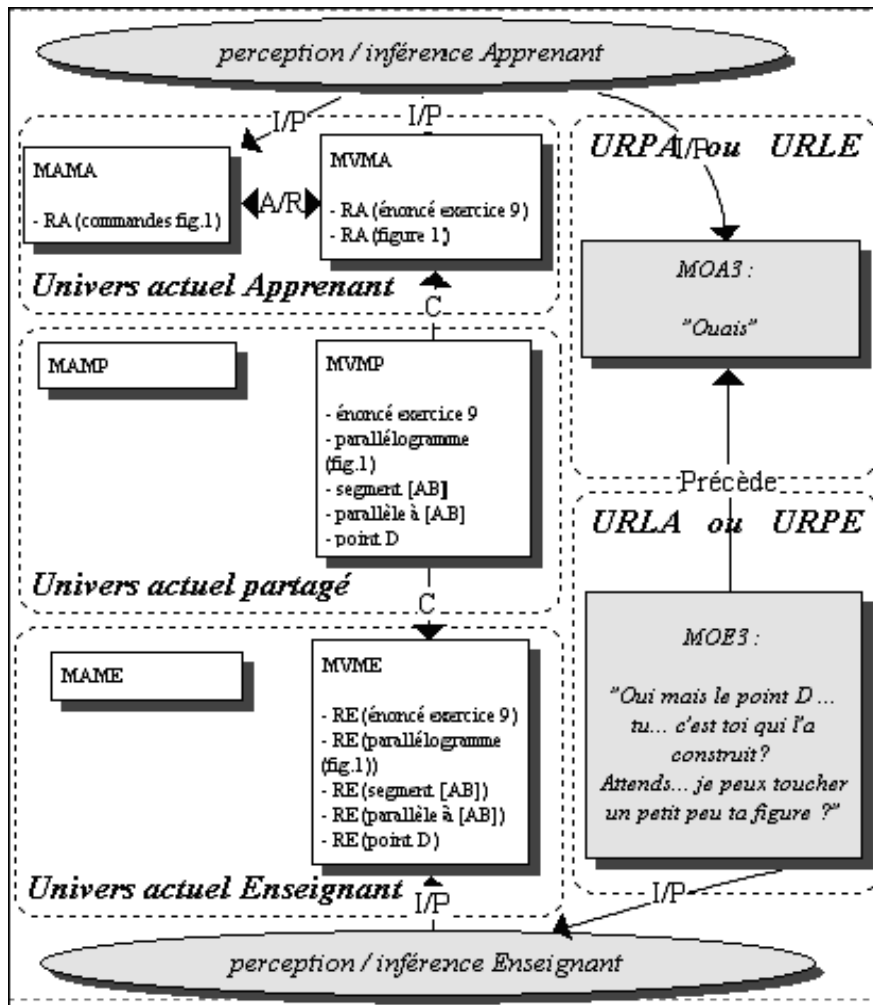 perception / inférence Apprenant
I/P
I/P
I/P
URPA ou URLE
MAMA
- RA (commandes fig.1)
A/R
MVMA
- RA (énoncé exercice 9)
- RA (figure 1)
Univers actuel Apprenant
MOA3 :
"Ouais"
C
MAMP
MVMP
- énoncé exercice 9
- parallélogramme
(fig.1)
- segment [AB]
- parallèle à [AB]
- point D
Univers actuel partagé
Précède
URLA ou URPE
C
MAME
MVME
- RE (énoncé exercice 9)
- RE (parallélogramme
(fig.1))
- RE (segment [AB])
- RE (parallèle à [AB])
- RE (point D)
Univers actuel Enseignant
MOE3 :
"Oui mais le point D ...
tu... c'est toi qui l'a
construit?
Attends... je peux toucher
un petit peu ta figure ?"
I/P
I/P
perception / inférence Enseignant